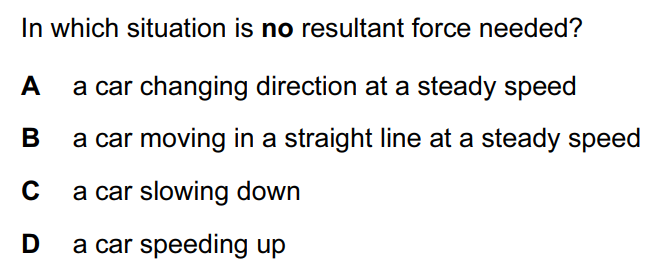 In which situation is no resultant force needed?
A a car changing direction at a steady speed
B a car moving in a straight line at a steady speed
C a car slowing down
D a car speeding up